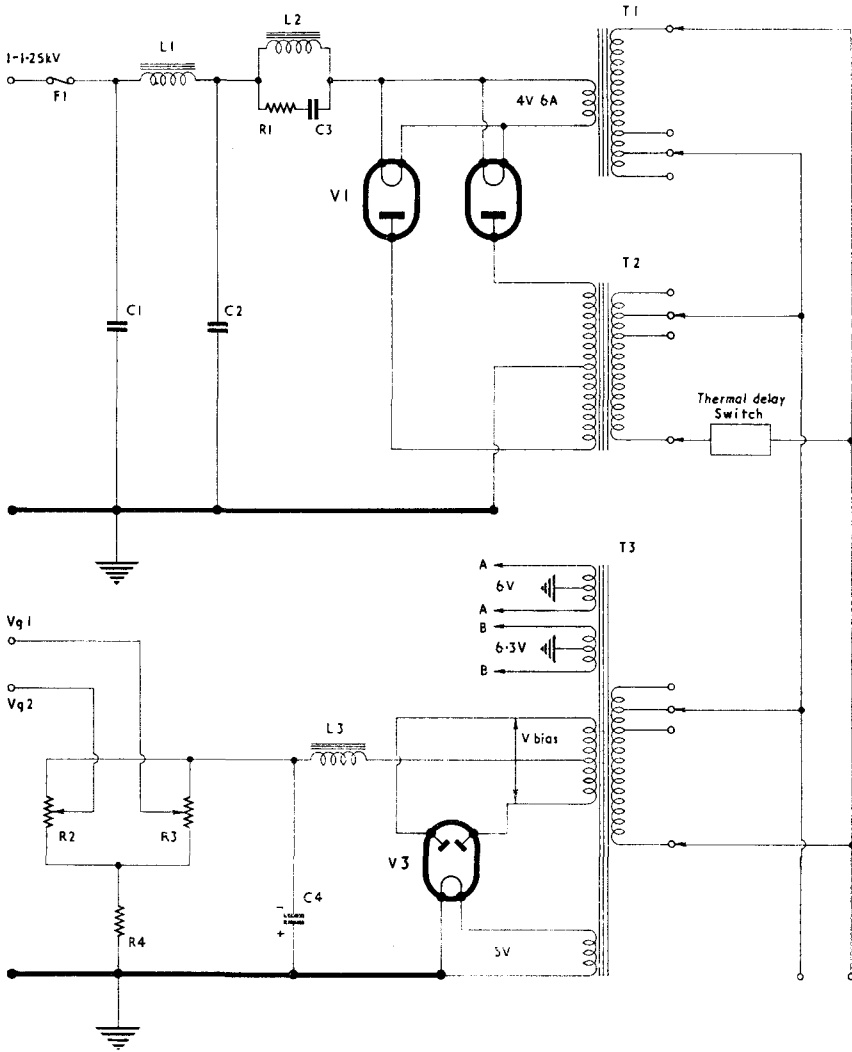 T1
L2
L1
1-1·25kV
F1
R1
C3
4V 6A
V1
T2
C1
C2
Thermal delay
Switch
T3
A
6V
A
B
6·3V
B
Vg1
Vg2
L3
V bias
R2
R3
V3
C4
-
+
R4
5V